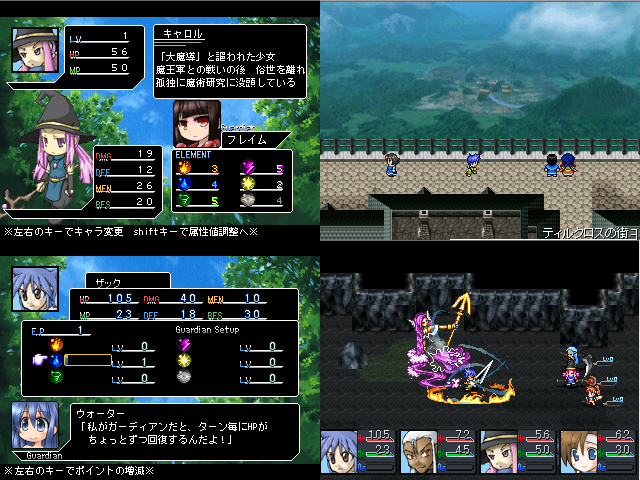 LV 1
HP 56
MP 50
キャロル
「大魔導」と謳われた少女
魔王軍との戦いの後 俗世を離れ
孤独に魔術研究に没頭している
Guardian
フレイム
DMG 19
DEF 12
MEN 26
RES 20
ELEMENT
3 5
4 2
5 4
※左右のキーでキャラ変更 shiftキーで属性値調整へ※
ティルクロスの街ヨ
ザック
HP 105 DMG 40 MEN 10
MP 23 DEF 18 RES 30
E.P 1
Guardian Setup
LV 0 LV 0
LV 1 LV 0
LV 0 LV 0
ウォーター
「私がガーディアンだと、ターン毎にHPが
ちょっとずつ回復するんだよ!」
Guardian
※左右のキーでポイントの増減※
Lv9
Lv9
Lv9
105 72 56 62
23 45 50 30